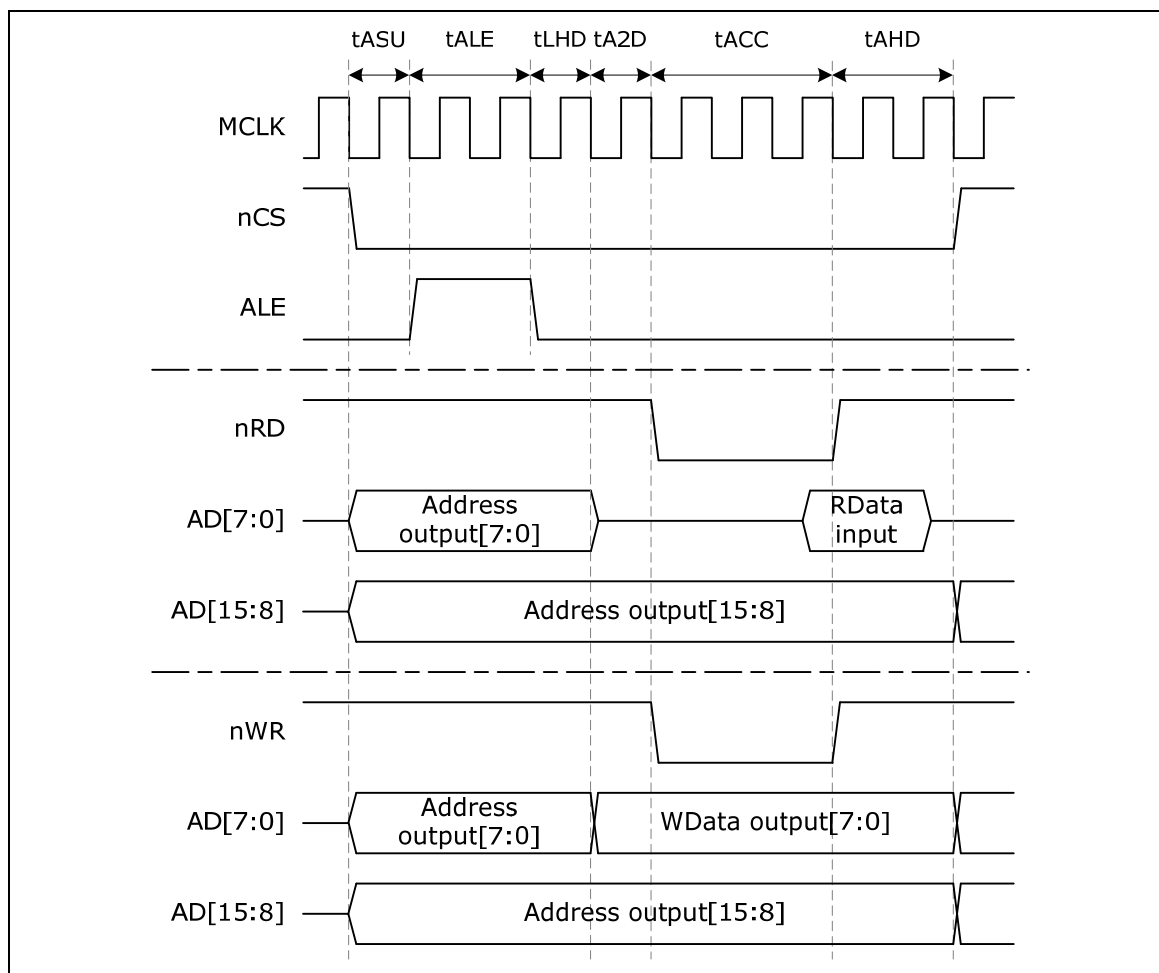 tASU tALE tLHD tA2D tACC tAHD
MCLK
nCS
ALE
nRD
AD[7:0]
Address
output[7:0]
RData
input
AD[15:8]
Address output[15:8]
nWR
AD[7:0]
Address
output[7:0]
WData output[7:0]
AD[15:8]
Address output[15:8]